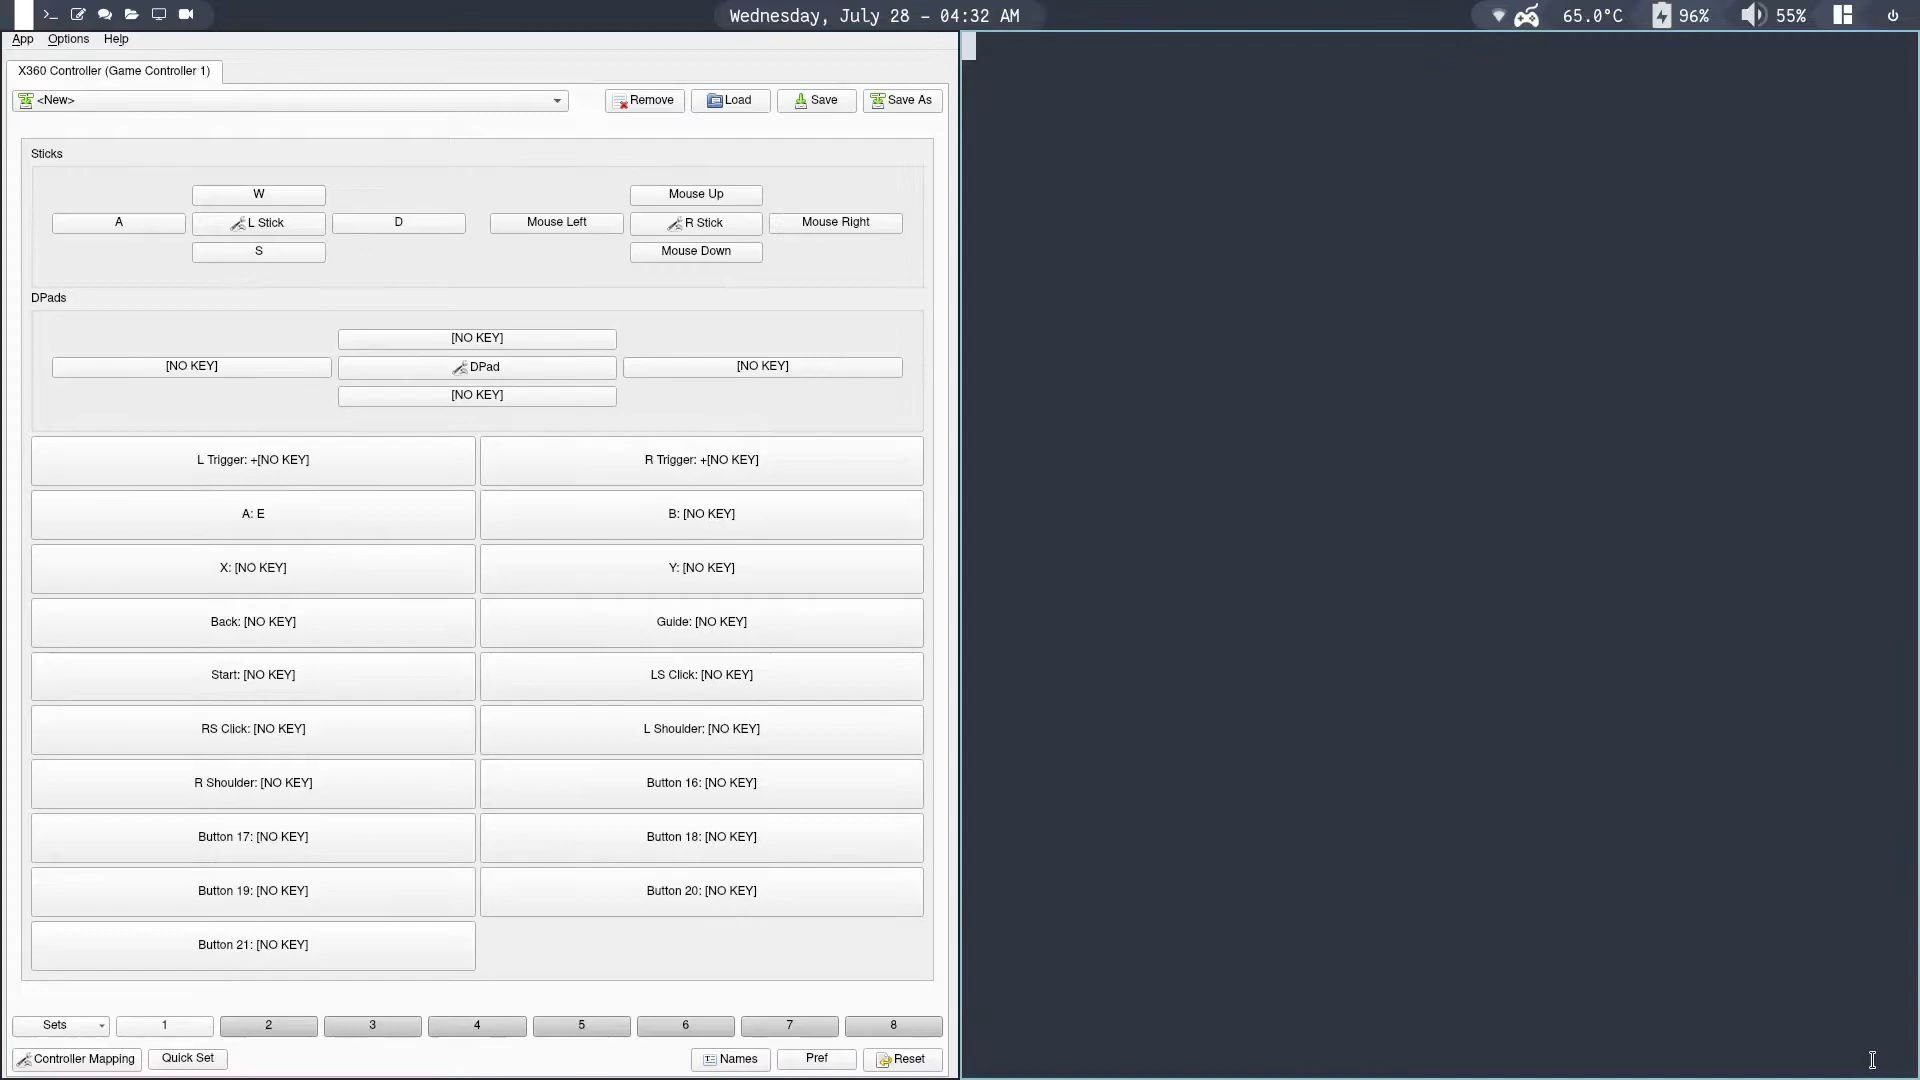 Wednesday, July 28 – 04:32 AM
65.0°C 96% 55%
App Options Help
X360 Controller (Game Controller 1)
<New> Remove Load Save Save As
Sticks
W Mouse Up
A L Stick D Mouse Left R Stick Mouse Right
S Mouse Down
DPads
[NO KEY]
[NO KEY] DPad [NO KEY]
[NO KEY]
L Trigger: +[NO KEY] R Trigger: +[NO KEY]
A: E B: [NO KEY]
X: [NO KEY] Y: [NO KEY]
Back: [NO KEY] Guide: [NO KEY]
Start: [NO KEY] LS Click: [NO KEY]
RS Click: [NO KEY] L Shoulder: [NO KEY]
R Shoulder: [NO KEY] Button 16: [NO KEY]
Button 17: [NO KEY] Button 18: [NO KEY]
Button 19: [NO KEY] Button 20: [NO KEY]
Button 21: [NO KEY]
Sets 1 2 3 4 5 6 7 8
Controller Mapping Quick Set Names Pref Reset